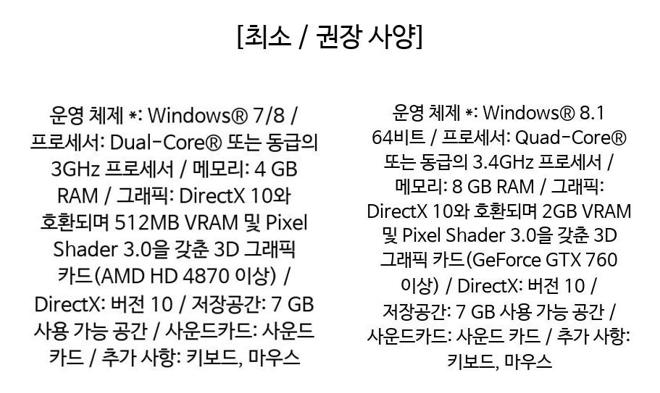 [최소 / 권장 사양]
운영 체제 *: Windows® 7/8 /
프로세서: Dual-Core® 또는 동급의
3GHz 프로세서 / 메모리: 4 GB
RAM / 그래픽: DirectX 10와
호환되며 512MB VRAM 및 Pixel
Shader 3.0을 갖춘 3D 그래픽
카드(AMD HD 4870 이상) /
DirectX: 버전 10 / 저장공간: 7 GB
사용 가능 공간 / 사운드카드: 사운드
카드 / 추가 사항: 키보드, 마우스
운영 체제 *: Windows® 8.1
64비트 / 프로세서: Quad-Core®
또는 동급의 3.4GHz 프로세서 /
메모리: 8 GB RAM / 그래픽:
DirectX 10와 호환되며 2GB VRAM
및 Pixel Shader 3.0을 갖춘 3D
그래픽 카드(GeForce GTX 760
이상) / DirectX: 버전 10 /
저장공간: 7 GB 사용 가능 공간 /
사운드카드: 사운드 카드 / 추가 사항:
키보드, 마우스